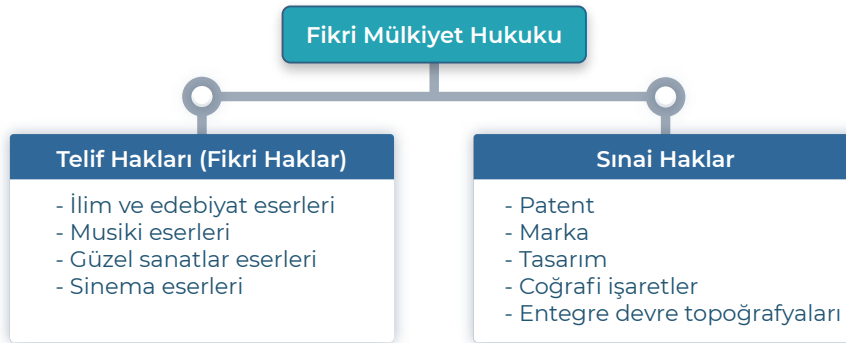 Fikri Mülkiyet Hukuku
Telif Hakları (Fikri Haklar)
- İlim ve edebiyat eserleri
- Musiki eserleri
- Güzel sanatlar eserleri
- Sinema eserleri
Sınai Haklar
- Patent
- Marka
- Tasarım
- Coğrafi işaretler
- Entegre devre topoğrafyaları